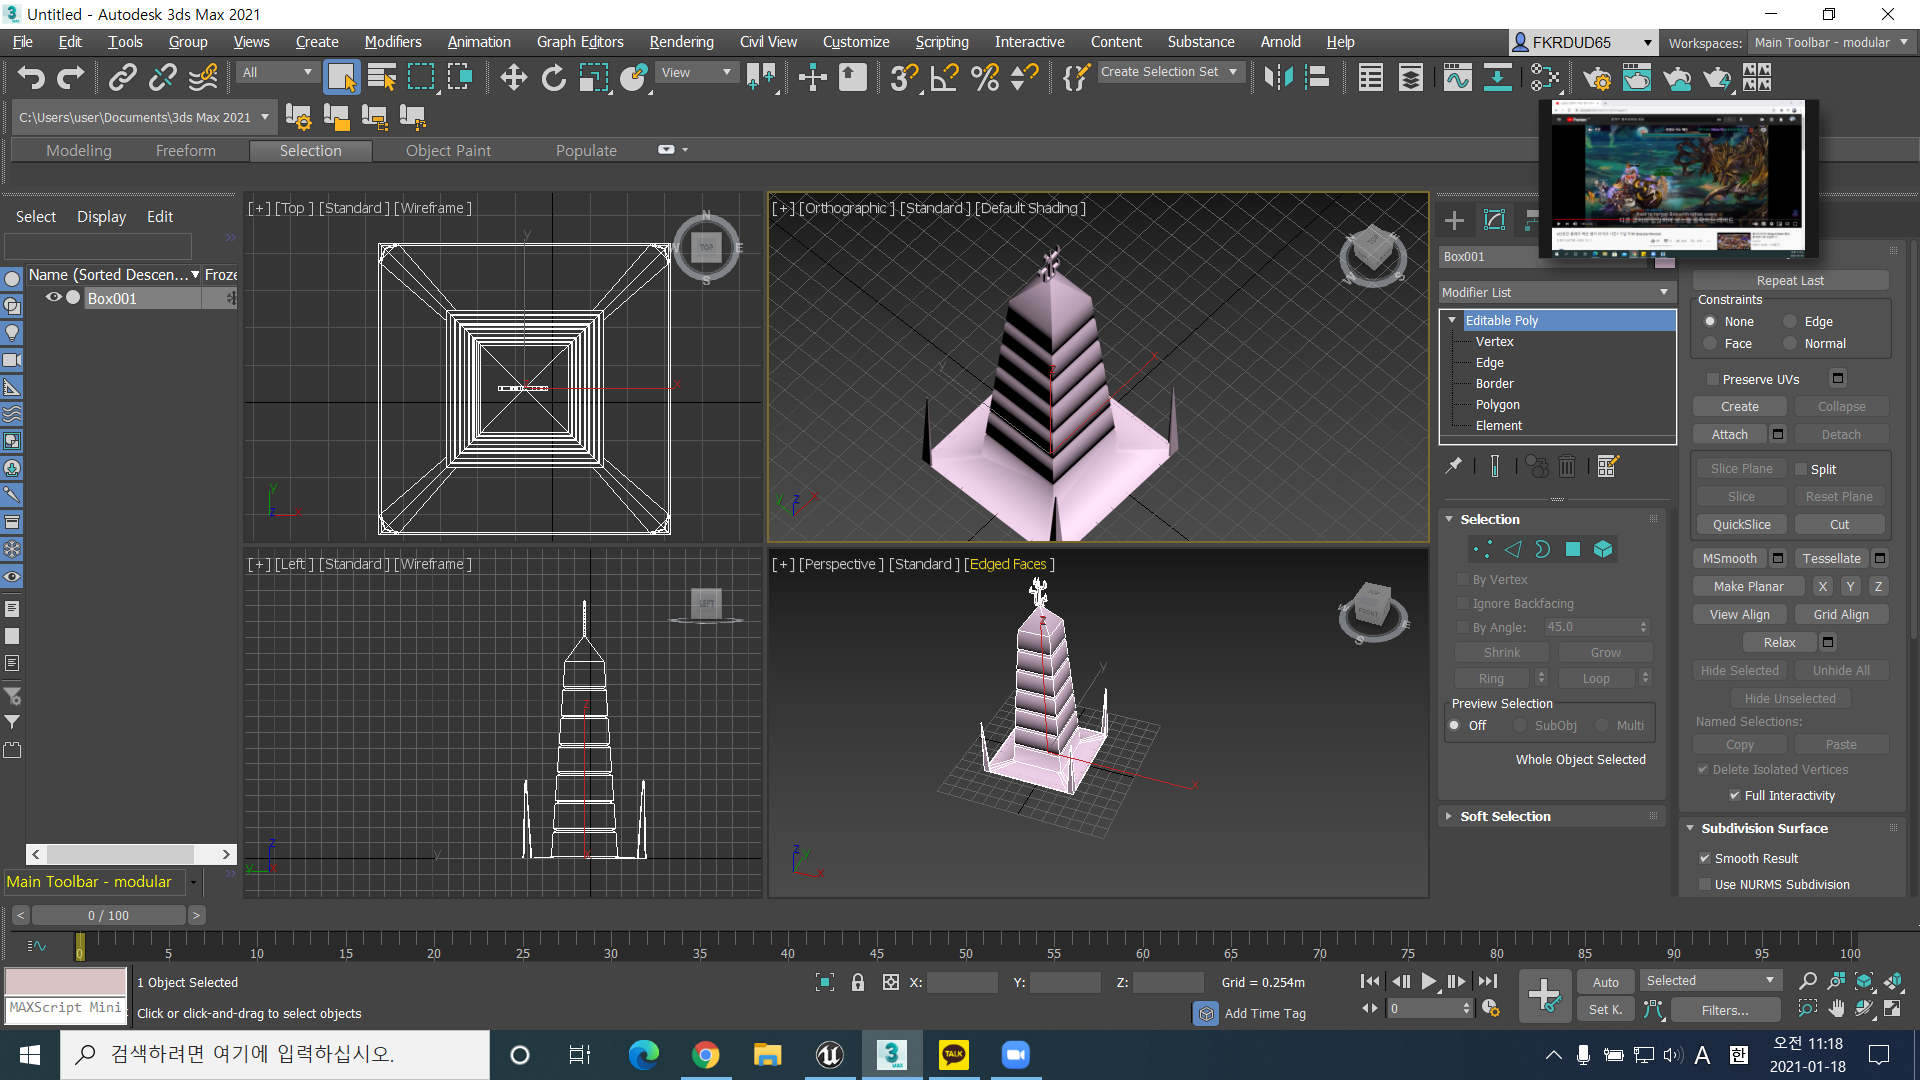 Untitled - Autodesk 3ds Max 2021
File Edit Tools Group Views Create Modifiers Animation Graph Editors Rendering Civil View Customize Scripting Interactive Content Substance Arnold Help
FKRDUD65 Workspaces: Main Toolbar - modular
All View Create Selection Set
C:\Users\user\Documents\3ds Max 2021
Modeling Freeform Selection Object Paint Populate
Select Display Edit
Name (Sorted Descen... Froze
Box001
[+] [Top ] [Standard ] [Wireframe ]
[+] [Orthographic ] [Standard ] [Default Shading ]
[+] [Left ] [Standard ] [Wireframe ]
[+] [Perspective ] [Standard ] [Edged Faces ]
Box001
Modifier List
Editable Poly
Vertex
Edge
Border
Polygon
Element
Selection
By Vertex
Ignore Backfacing
By Angle: 45.0
Shrink Grow
Ring Loop
Preview Selection
Off SubObj Multi
Whole Object Selected
Soft Selection
Repeat Last
Constraints
None Edge
Face Normal
Preserve UVs
Create Collapse
Attach Detach
Slice Plane Split
Slice Reset Plane
QuickSlice Cut
MSmooth Tessellate
Make Planar X Y Z
View Align Grid Align
Relax
Hide Selected Unhide All
Hide Unselected
Named Selections:
Copy Paste
Delete Isolated Vertices
Full Interactivity
Subdivision Surface
Smooth Result
Use NURMS Subdivision
Main Toolbar - modular
< 0 / 100 >
0 5 10 15 20 25 30 35 40 45 50 55 60 65 70 75 80 85 90 95 100
1 Object Selected
X: Y: Z: Grid = 0.254m
Auto Selected
MAXScript Mini
Click or click-and-drag to select objects
Add Time Tag
0
Set K. Filters...
검색하려면 여기에 입력하십시오.
A 한
오전 11:18
2021-01-18